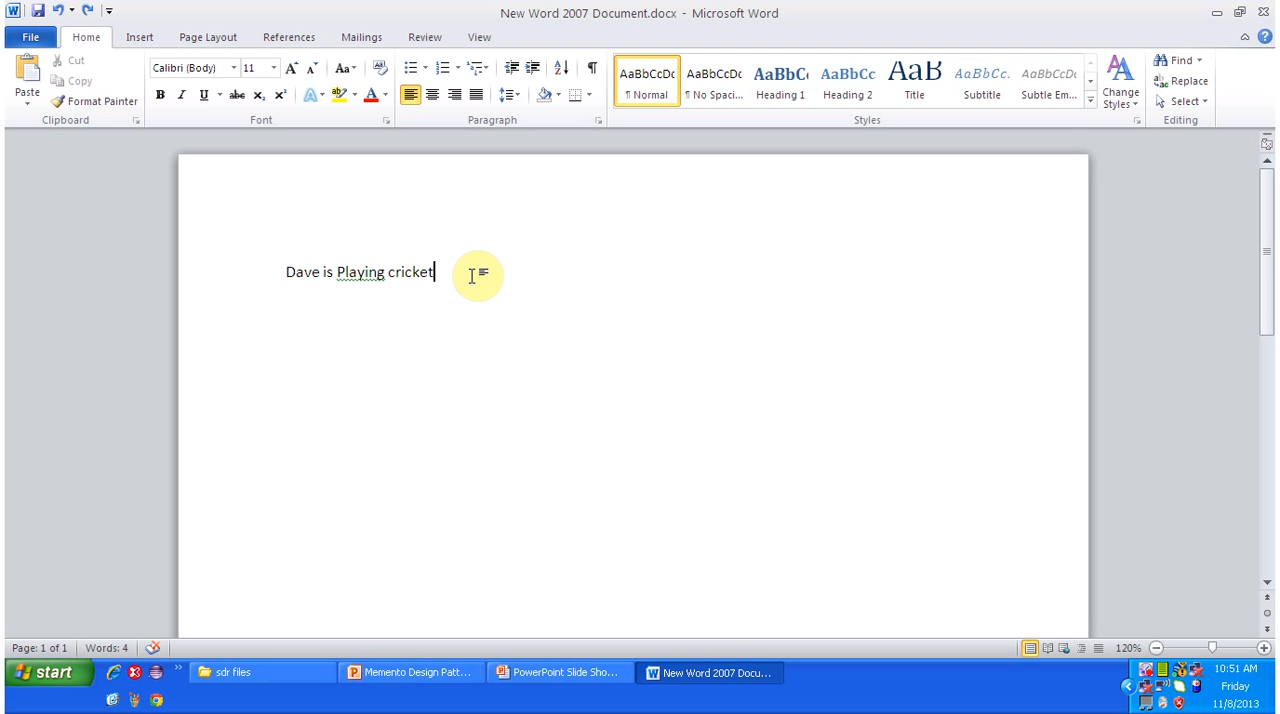 New Word 2007 Document.docx - Microsoft Word
File Home Insert Page Layout References Mailings Review View
Paste
Cut
Copy
Format Painter
Clipboard
Calibri (Body) 11
Font
Paragraph
AaBbCcDc AaBbCcDc AaBbCc AaBbCc AaB AaBbCc. AaBbCcDc
¶ Normal ¶ No Spaci... Heading 1 Heading 2 Title Subtitle Subtle Em...
Change Styles
Styles
Find
Replace
Select
Editing
Dave is Playing cricket
Page: 1 of 1 Words: 4 120%
start sdr files Memento Design Patt... PowerPoint Slide Sho... New Word 2007 Docu... 10:51 AM
Friday
11/8/2013